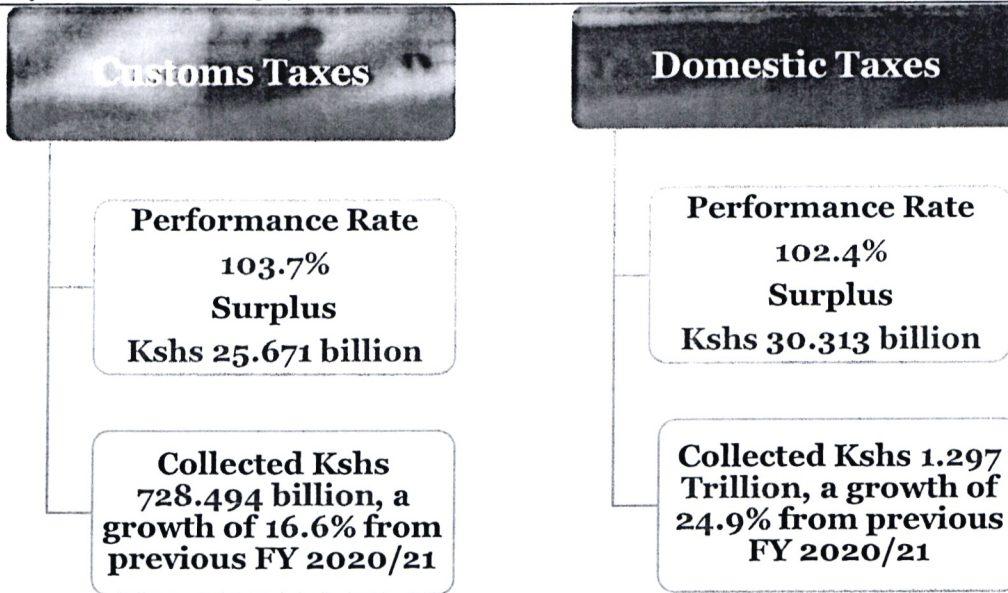 Customs Taxes
Performance Rate
103.7%
Surplus
Kshs 25.671 billion
Collected Kshs
728.494 billion, a
growth of 16.6% from
previous FY 2020/21
Domestic Taxes
Performance Rate
102.4%
Surplus
Kshs 30.313 billion
Collected Kshs 1.297
Trillion, a growth of
24.9% from previous
FY 2020/21